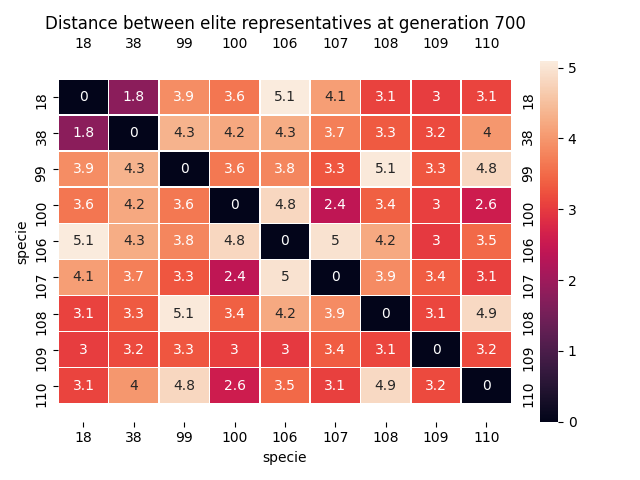 Distance between elite representatives at generation 700
18 38 99 100 106 107 108 109 110
18 0 1.8 3.9 3.6 5.1 4.1 3.1 3 3.1 18
38 1.8 0 4.3 4.2 4.3 3.7 3.3 3.2 4 38
99 3.9 4.3 0 3.6 3.8 3.3 5.1 3.3 4.8 99
100 3.6 4.2 3.6 0 4.8 2.4 3.4 3 2.6 100
106 5.1 4.3 3.8 4.8 0 5 4.2 3 3.5 106
107 4.1 3.7 3.3 2.4 5 0 3.9 3.4 3.1 107
108 3.1 3.3 5.1 3.4 4.2 3.9 0 3.1 4.9 108
109 3 3.2 3.3 3 3 3.4 3.1 0 3.2 109
110 3.1 4 4.8 2.6 3.5 3.1 4.9 3.2 0 110
18 38 99 100 106 107 108 109 110
specie
specie
5
4
3
2
1
0